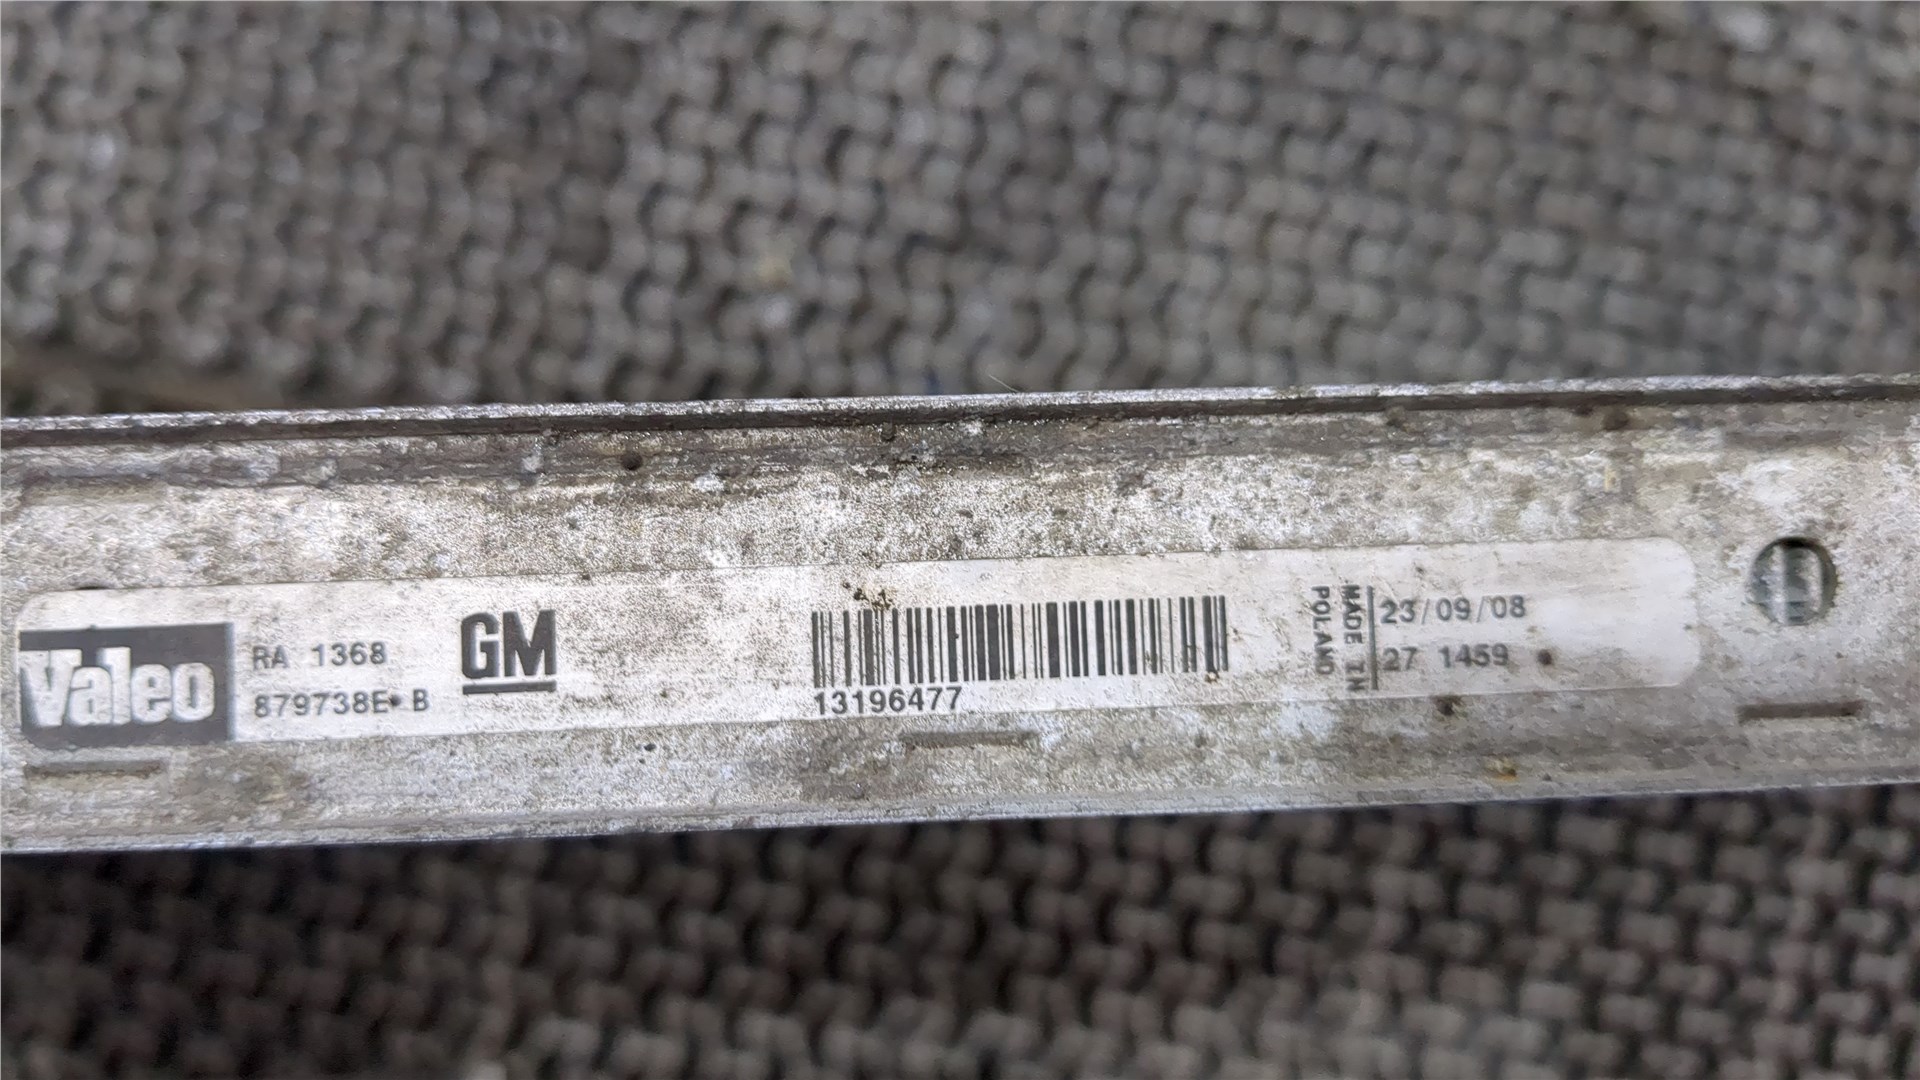 Valeo
RA 1368
879738E B
GM
13196477
MADE IN
POLAND
23/09/08
27 1459